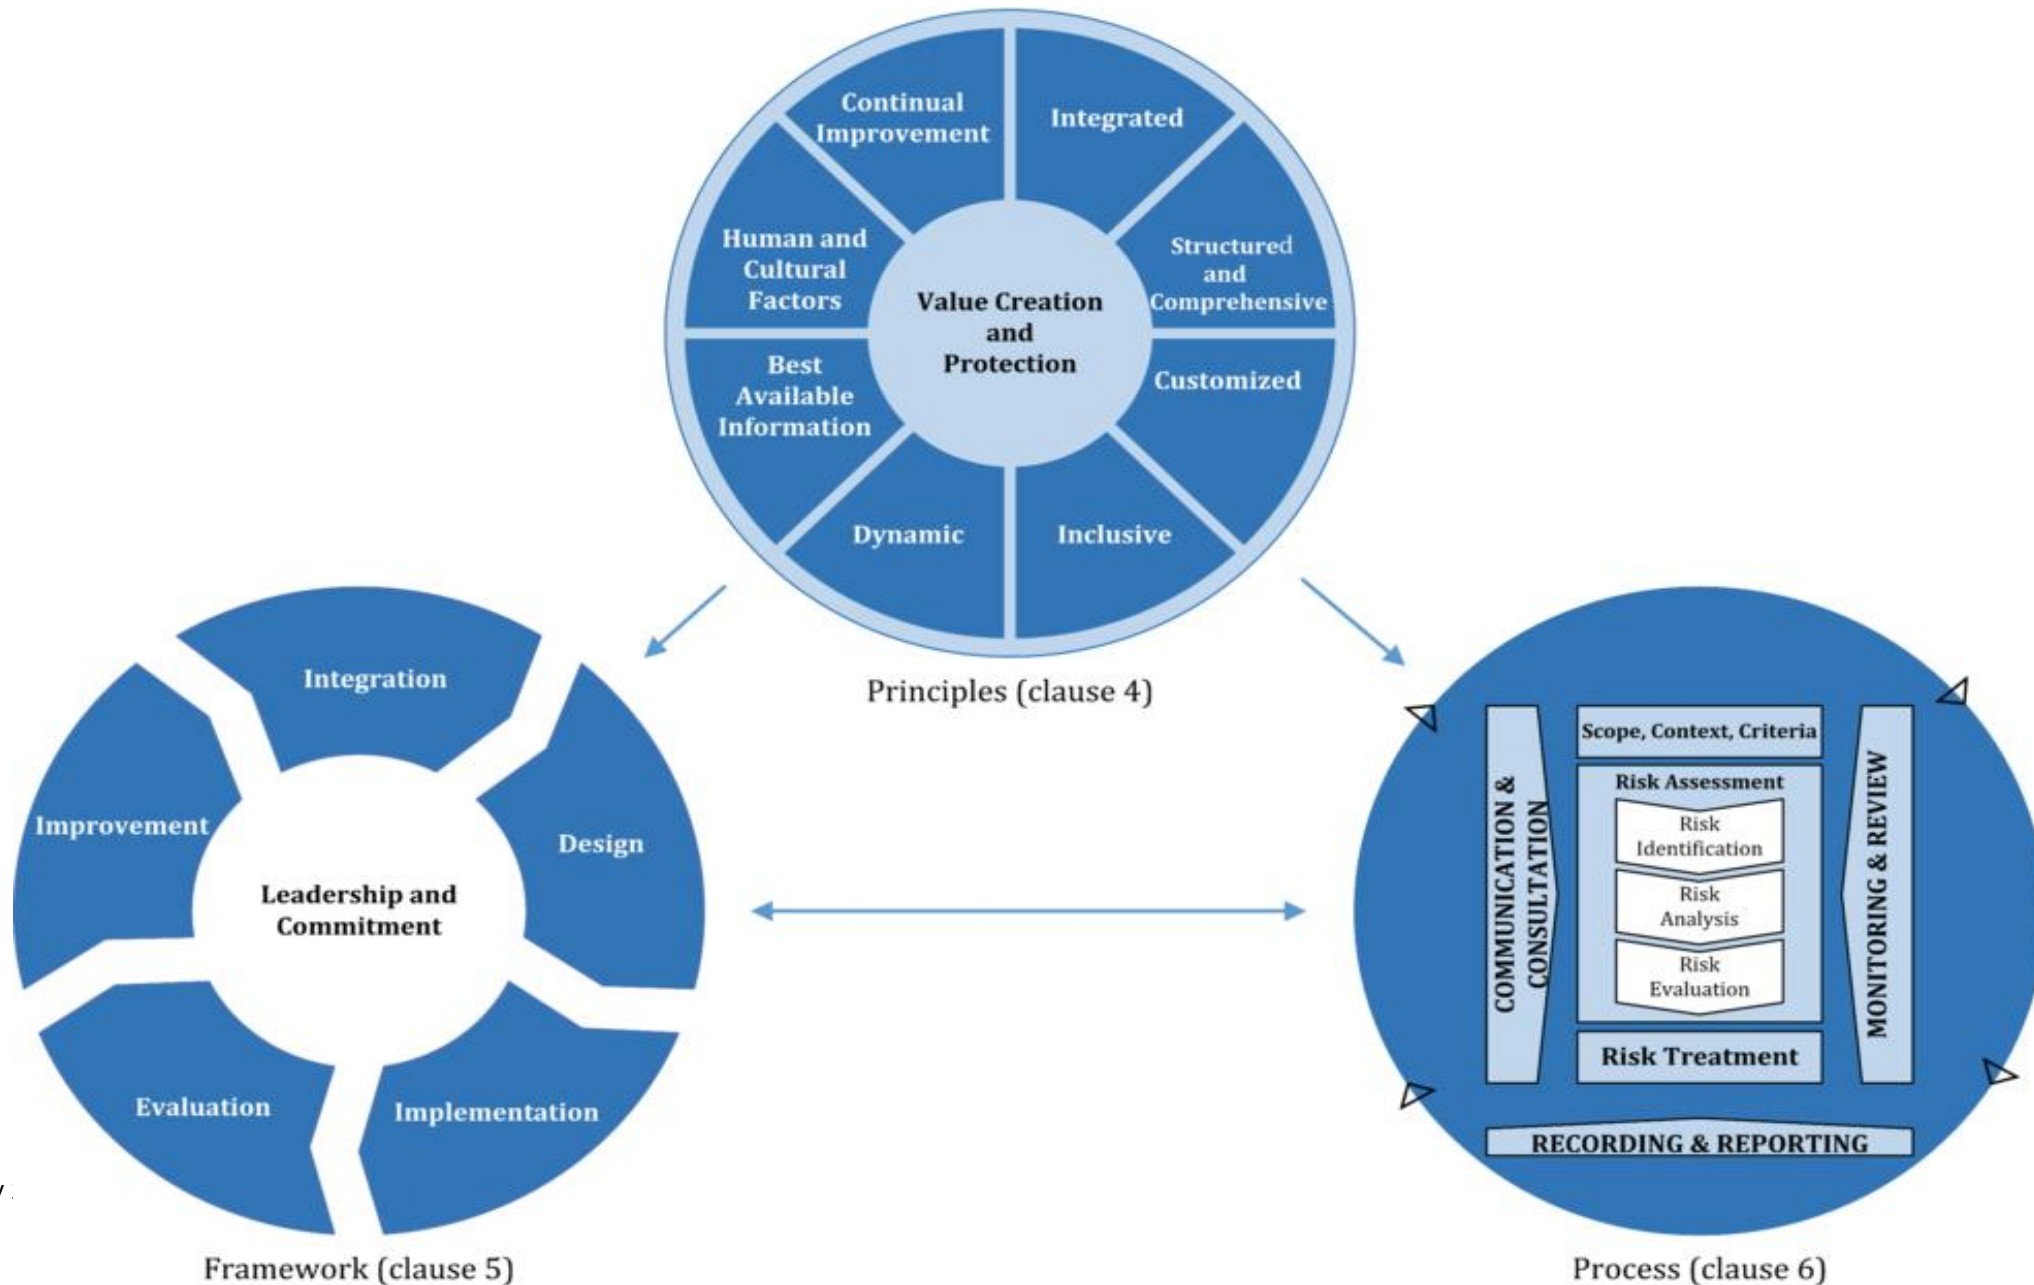 Continual
Improvement
Integrated
Human and
Cultural
Factors
Structured
and
Comprehensive
Value Creation
and
Protection
Best
Available
Information
Customized
Dynamic
Inclusive
Principles (clause 4)
Integration
Improvement
Design
Leadership and
Commitment
Evaluation
Implementation
Framework (clause 5)
Scope, Context, Criteria
Risk Assessment
Risk
Identification
Risk
Analysis
Risk
Evaluation
Risk Treatment
COMMUNICATION &
CONSULTATION
MONITORING & REVIEW
RECORDING & REPORTING
Process (clause 6)